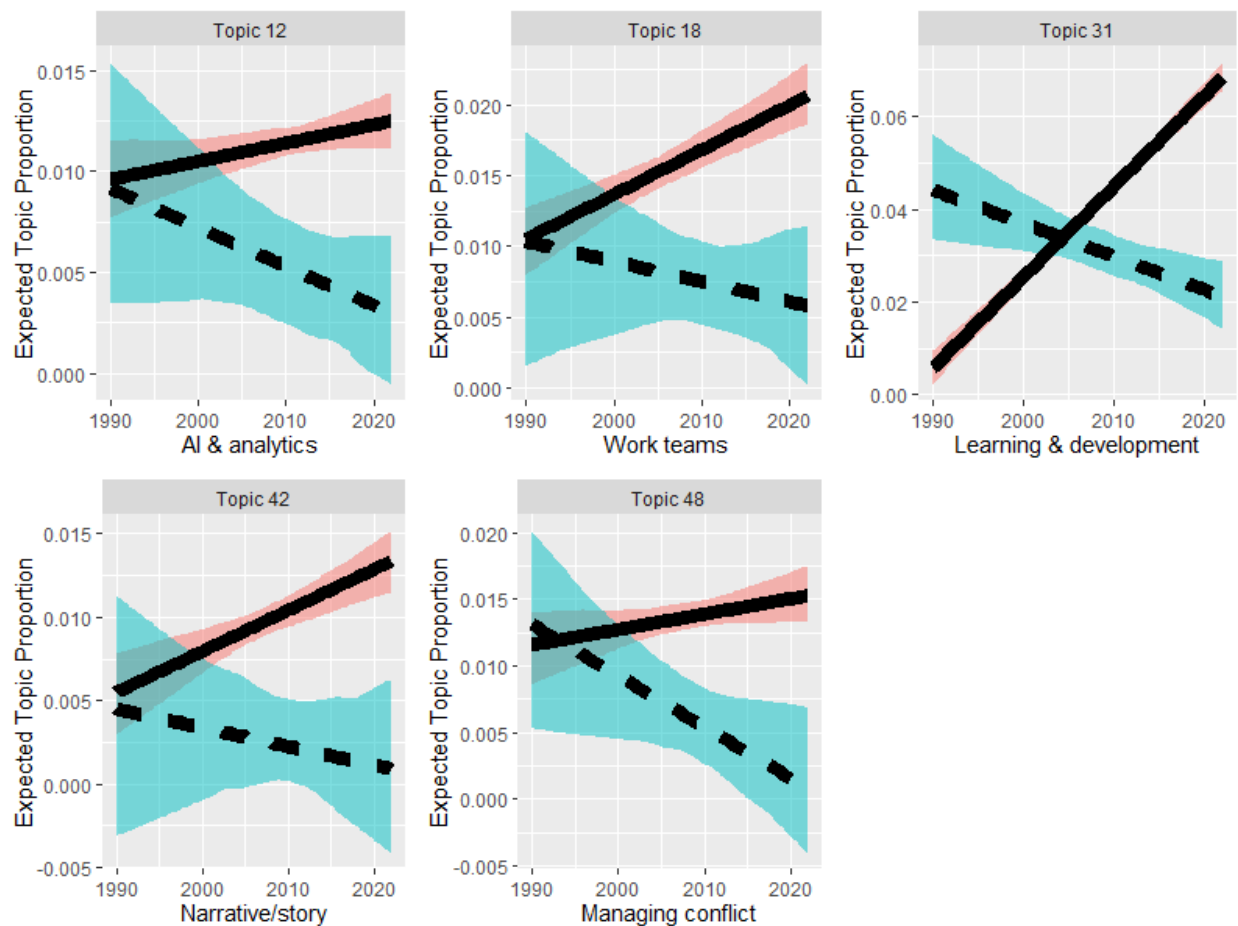 Topic 12
Expected Topic Proportion
0.015
0.010
0.005
0.000
1990 2000 2010 2020
AI & analytics
Topic 18
Expected Topic Proportion
0.020
0.015
0.010
0.005
0.000
1990 2000 2010 2020
Work teams
Topic 31
Expected Topic Proportion
0.06
0.04
0.02
0.00
1990 2000 2010 2020
Learning & development
Topic 42
Expected Topic Proportion
0.015
0.010
0.005
0.000
-0.005
1990 2000 2010 2020
Narrative/story
Topic 48
Expected Topic Proportion
0.020
0.015
0.010
0.005
0.000
-0.005
1990 2000 2010 2020
Managing conflict